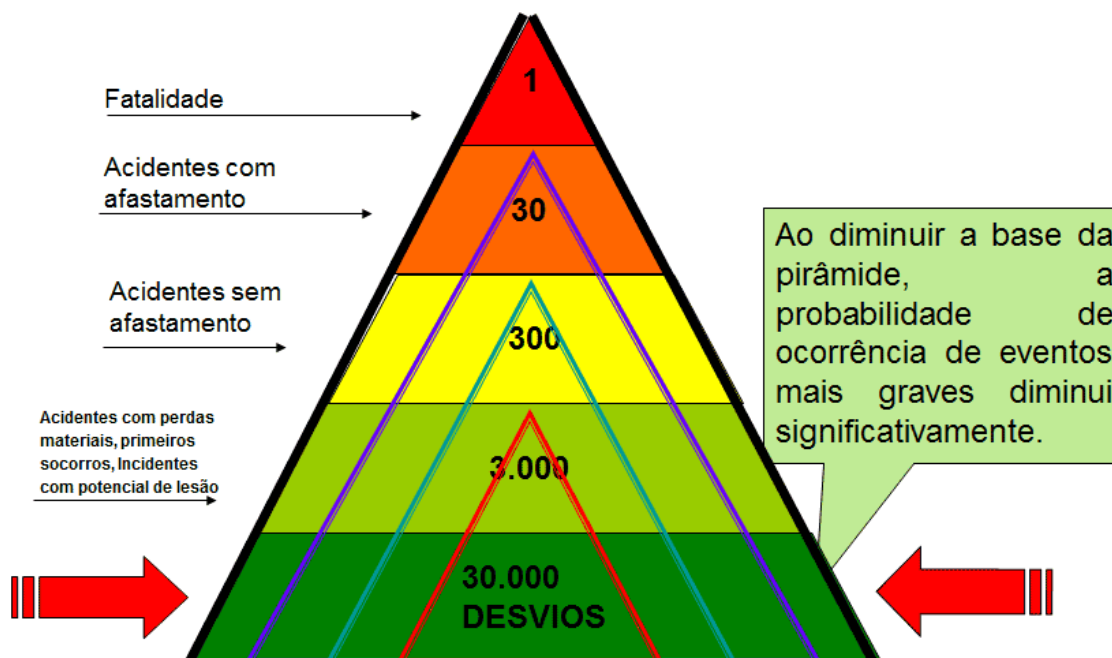 1
Fatalidade
Acidentes com
afastamento
30
Ao diminuir a base da
pirâmide, a
probabilidade de
ocorrência de eventos
mais graves diminui
significativamente.
Acidentes sem
afastamento
300
Acidentes com perdas
materiais, primeiros
socorros, Incidentes
com potencial de lesão
3.000
30.000
DESVIOS